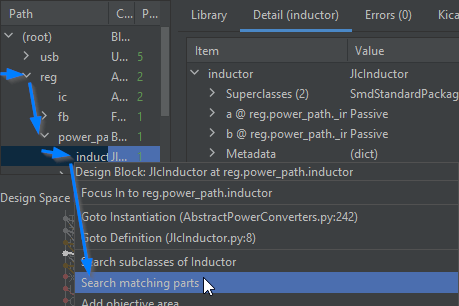 Path C... P...
Library Detail (inductor) Errors (0) Kica
(root) Bl...
usb U... 5
reg A... 2
ic A... 2
fb F... 1
power_pa B... 1
induct Jl... 1
Item Value
inductor JlcInductor
Superclasses (2) SmdStandardPackag
a @ reg.power_path._ir Passive
b @ reg.power_path._ir Passive
Metadata (dict)
Design Space
Design Block: JlcInductor at reg.power_path.inductor
Focus In to reg.power_path.inductor
Goto Instantiation (AbstractPowerConverters.py:242)
Goto Definition (JlcInductor.py:8)
Search subclasses of Inductor
Search matching parts
Add objective area